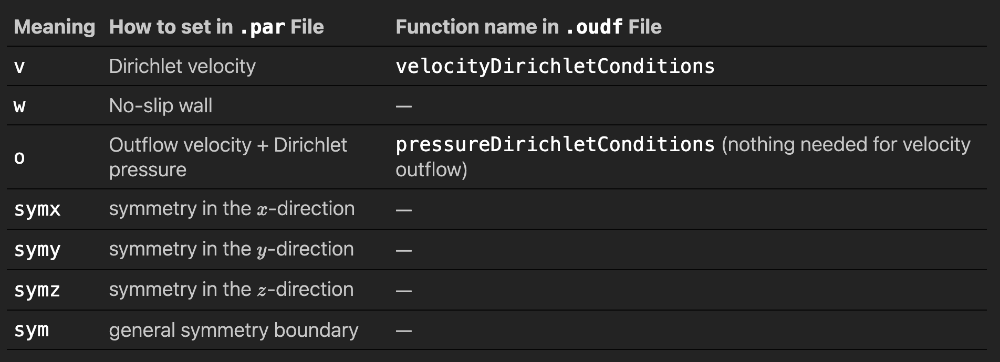 Meaning How to set in .par File Function name in .oudf File
v Dirichlet velocity velocityDirichletConditions
w No-slip wall —
o Outflow velocity + Dirichlet pressure pressureDirichletConditions (nothing needed for velocity outflow)
symx symmetry in the x-direction —
symy symmetry in the y-direction —
symz symmetry in the z-direction —
sym general symmetry boundary —